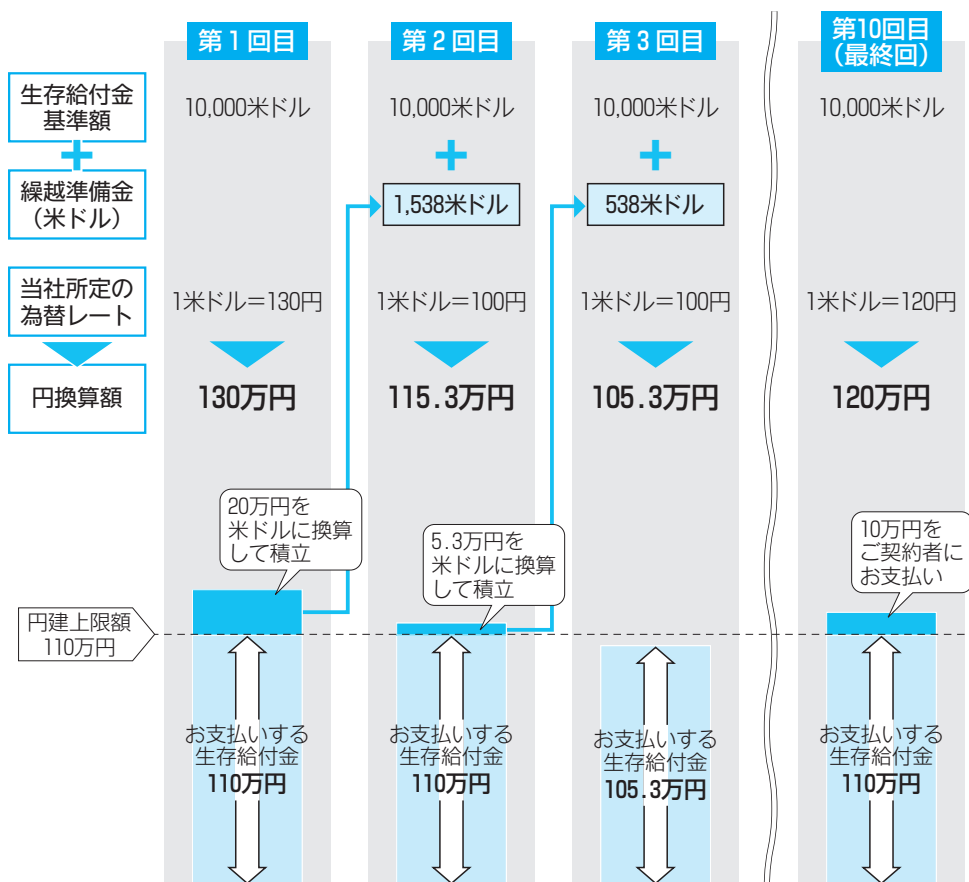 第1回目
第2回目
第3回目
第10回目
（最終回）
生存給付金
基準額
10,000米ドル
10,000米ドル
10,000米ドル
10,000米ドル
+
+
+
繰越準備金
（米ドル）
1,538米ドル
538米ドル
当社所定の
為替レート
1米ドル＝130円
1米ドル＝100円
1米ドル＝100円
1米ドル＝120円
円換算額
130万円
115.3万円
105.3万円
120万円
20万円を
米ドルに換算
して積立
5.3万円を
米ドルに換算
して積立
10万円を
ご契約者に
お支払い
円建上限額
110万円
お支払いする
生存給付金
110万円
お支払いする
生存給付金
110万円
お支払いする
生存給付金
105.3万円
お支払いする
生存給付金
110万円